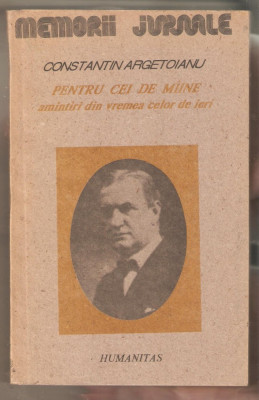 MEMORII JURNALE
CONSTANTIN ARGETOIANU
PENTRU CEI DE MÎINE
amintiri din vremea celor de ieri
HUMANITAS